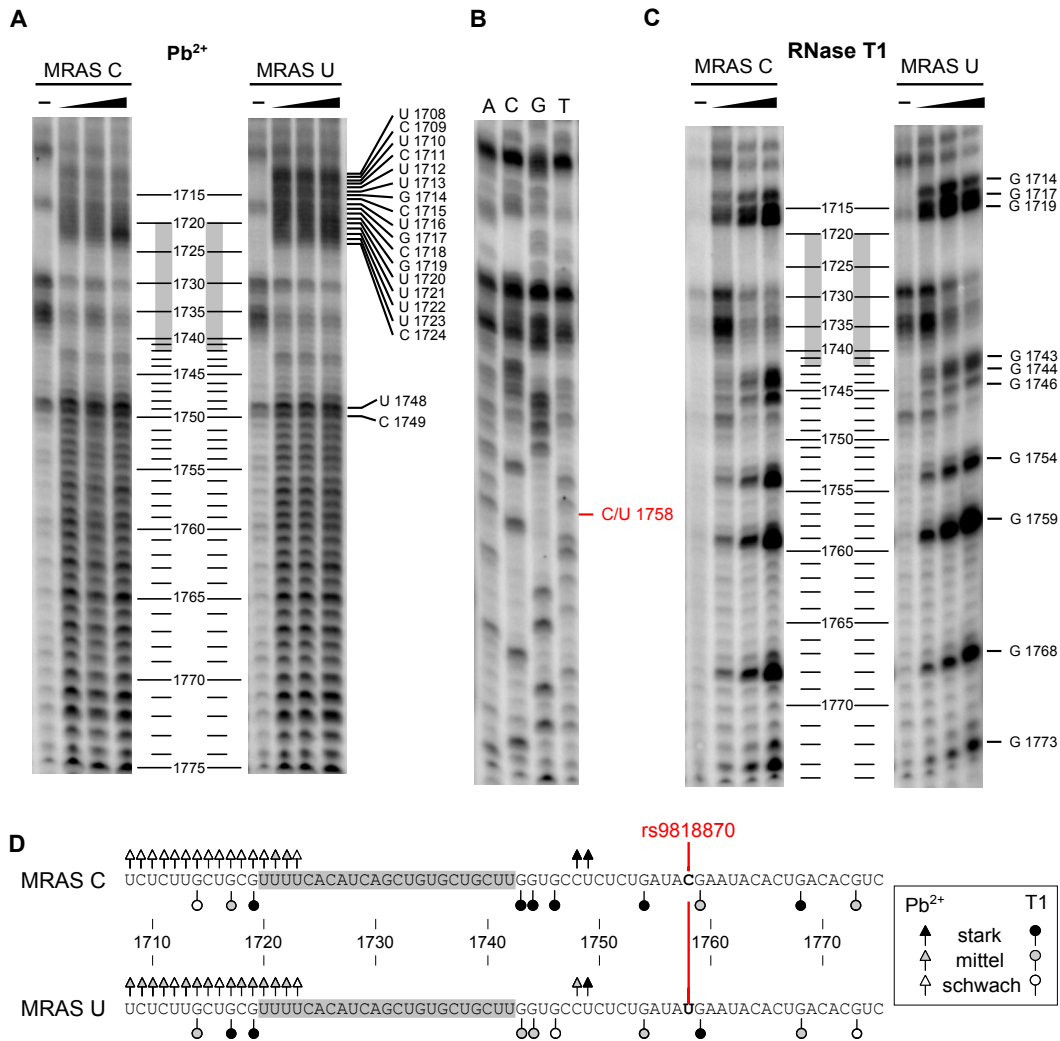 A
Pb2+
MRAS C
MRAS U
–
–
1715
1720
1725
1730
1735
1740
1745
1750
1755
1760
1765
1770
1775
U 1708
C 1709
U 1710
C 1711
U 1712
U 1713
G 1714
C 1715
U 1716
G 1717
C 1718
G 1719
U 1720
U 1721
U 1722
U 1723
C 1724
U 1748
C 1749
B
A C G T
C/U 1758
C
RNase T1
MRAS C
MRAS U
–
–
1715
1720
1725
1730
1735
1740
1745
1750
1755
1760
1765
1770
G 1714
G 1717
G 1719
G 1743
G 1744
G 1746
G 1754
G 1759
G 1768
G 1773
D
rs9818870
MRAS C UCUCUUGCUGCGUUUUCACAUCAGCUGUGCUGCUUGGUGCCUCUCUGAUACGAAUACACUGACACGUC
1710 1720 1730 1740 1750 1760 1770
MRAS U UCUCUUGCUGCGUUUUCACAUCAGCUGUGCUGCUUGGUGCCUCUCUGAUAUGAAUACACUGACACGUC
Pb2+ T1
stark
mittel
schwach